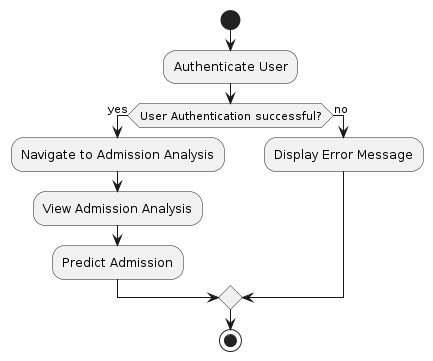 Authenticate User
yes
User Authentication successful?
no
Navigate to Admission Analysis
Display Error Message
View Admission Analysis
Predict Admission